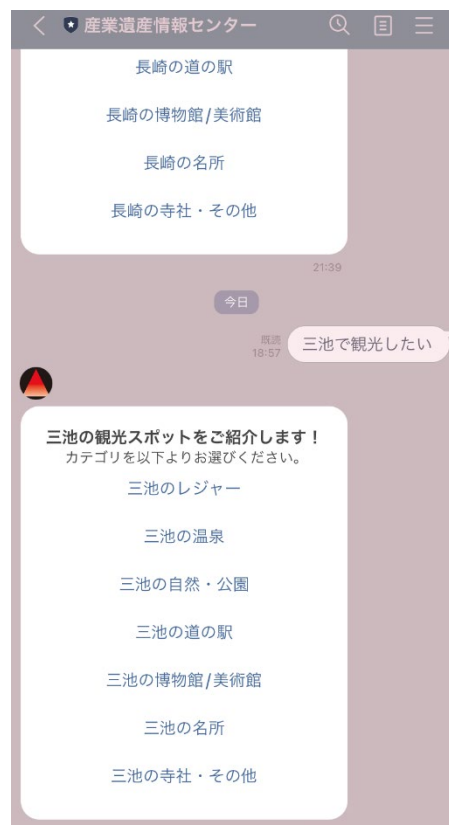 産業遺産情報センター
長崎の道の駅
長崎の博物館/美術館
長崎の名所
長崎の寺社・その他
21:39
今日
既読
18:57
三池で観光したい
三池の観光スポットをご紹介します！
カテゴリを以下よりお選びください。
三池のレジャー
三池の温泉
三池の自然・公園
三池の道の駅
三池の博物館/美術館
三池の名所
三池の寺社・その他